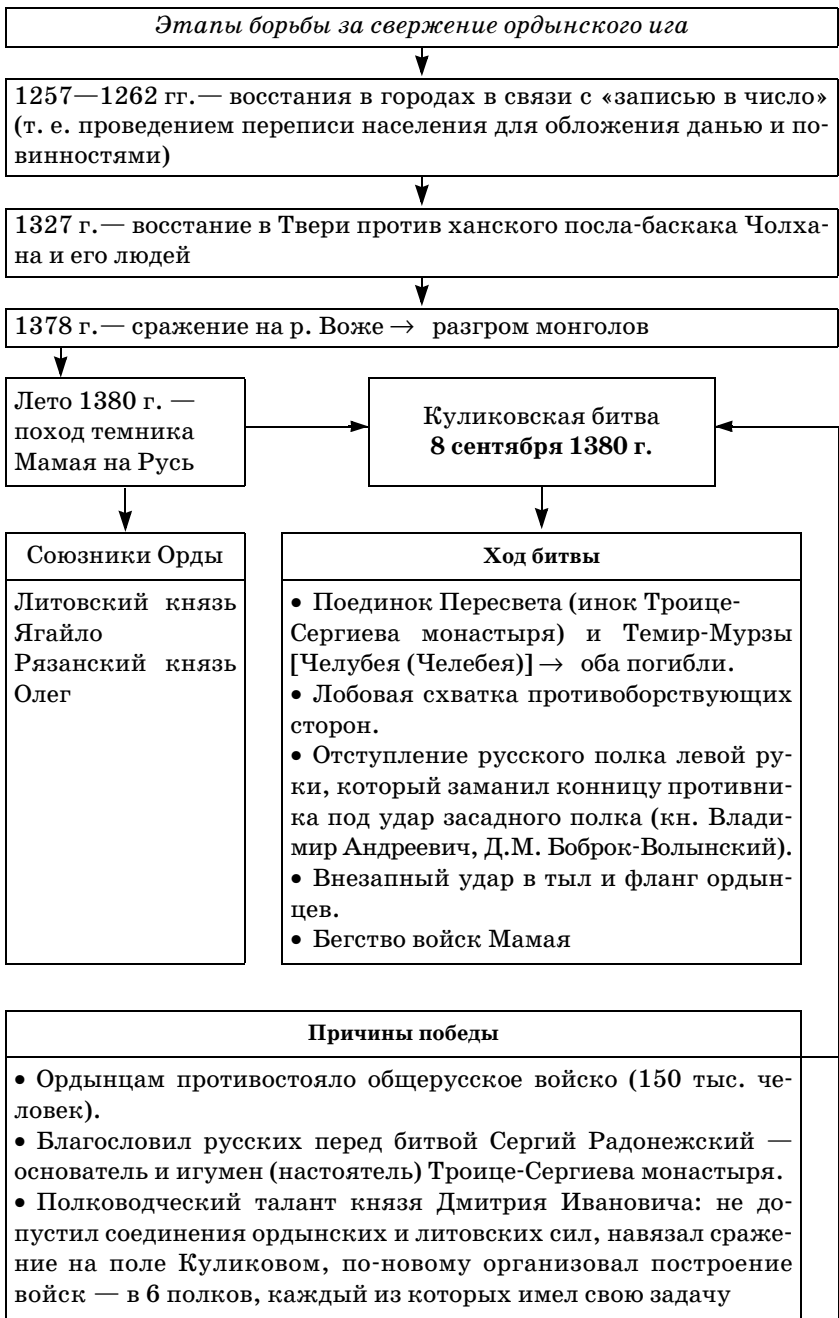 Этапы борьбы за свержение ордынского ига
1257—1262 гг.— восстания в городах в связи с «записью в число»
(т. е. проведением переписи населения для обложения данью и по-
винностями)
1327 г.— восстание в Твери против ханского посла-баскака Чолха-
на и его людей
1378 г.— сражение на р. Воже → разгром монголов
Лето 1380 г. —
поход темника
Мамая на Русь
Куликовская битва
8 сентября 1380 г.
Союзники Орды
Литовский князь
Ягайло
Рязанский князь
Олег
Ход битвы
• Поединок Пересвета (инок Троице-
Сергиева монастыря) и Темир-Мурзы
[Челубея (Челебея)] → оба погибли.
• Лобовая схватка противоборствующих
сторон.
• Отступление русского полка левой ру-
ки, который заманил конницу противни-
ка под удар засадного полка (кн. Влади-
мир Андреевич, Д.М. Боброк-Волынский).
• Внезапный удар в тыл и фланг ордын-
цев.
• Бегство войск Мамая
Причины победы
• Ордынцам противостояло общерусское войско (150 тыс. че-
ловек).
• Благословил русских перед битвой Сергий Радонежский —
основатель и игумен (настоятель) Троице-Сергиева монастыря.
• Полководческий талант князя Дмитрия Ивановича: не до-
пустил соединения ордынских и литовских сил, навязал сраже-
ние на поле Куликовом, по-новому организовал построение
войск — в 6 полков, каждый из которых имел свою задачу